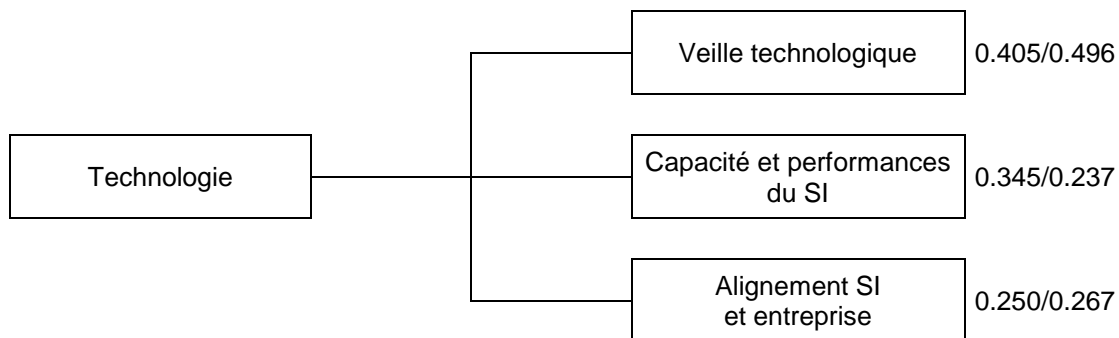 Veille technologique 0.405/0.496
Technologie
Capacité et performances
du SI
0.345/0.237
Alignement SI
et entreprise
0.250/0.267